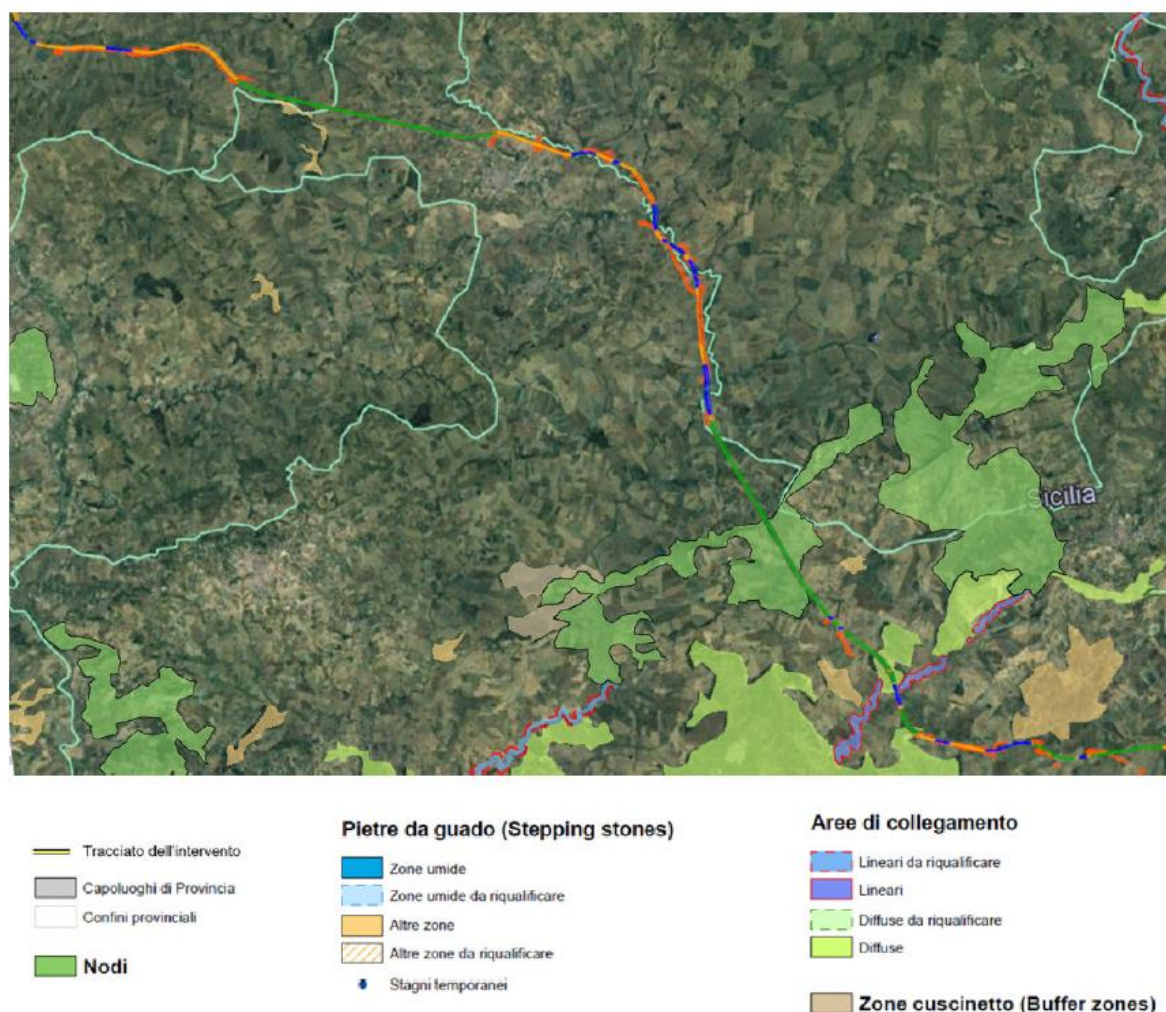 Sicilia
Tracciato dell'intervento
Capoluoghi di Provincia
Confini provinciali
Nodi
Pietre da guado (Stepping stones)
Zone umide
Zone umide da riqualificare
Altre zone
Altre zone da riqualificare
Stagni temporanei
Aree di collegamento
Lineari da riqualificare
Lineari
Diffuse da riqualificare
Diffuse
Zone cuscinetto (Buffer zones)